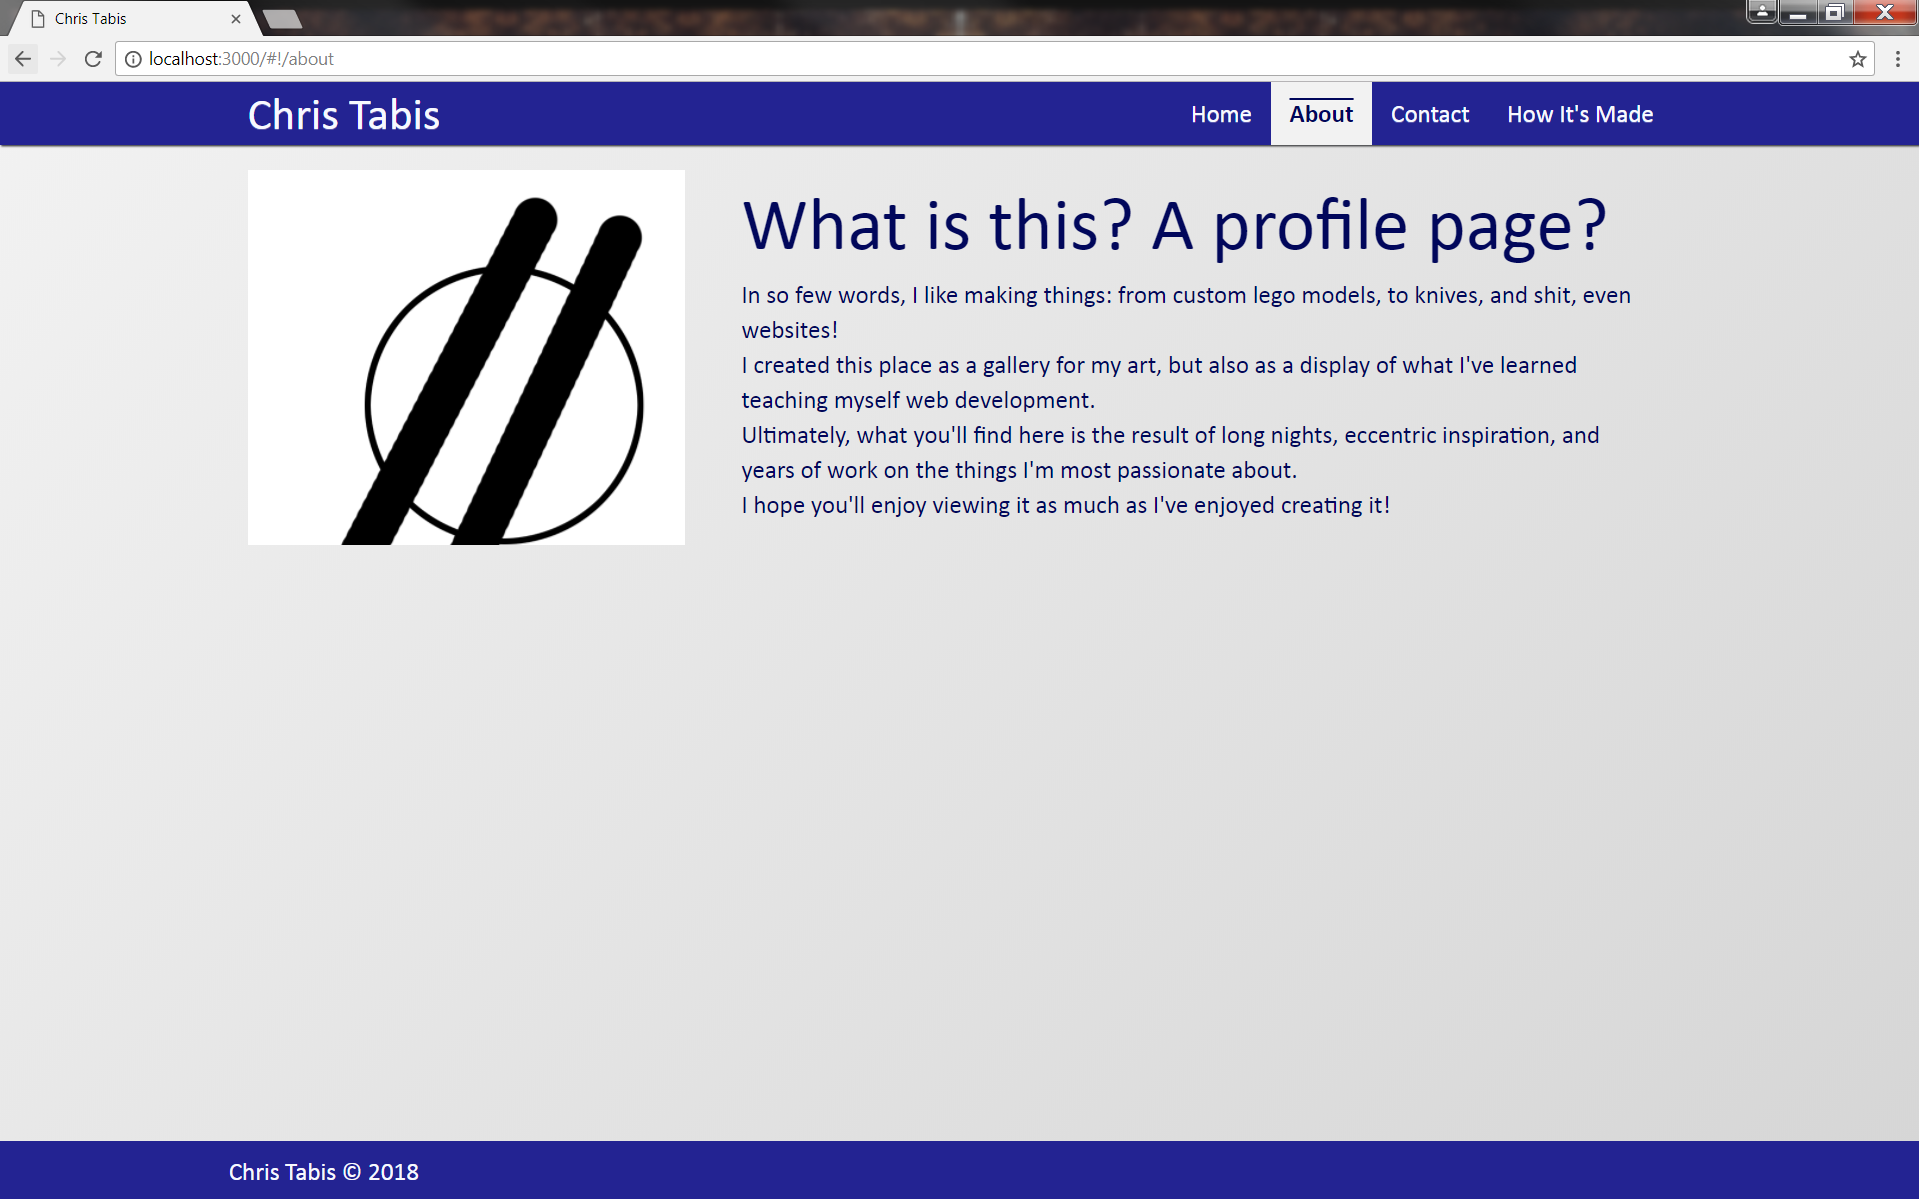 Chris Tabis
localhost:3000/#!/about
Chris Tabis
Home About Contact How It's Made
What is this? A profile page?
In so few words, I like making things: from custom lego models, to knives, and shit, even
websites!
I created this place as a gallery for my art, but also as a display of what I've learned
teaching myself web development.
Ultimately, what you'll find here is the result of long nights, eccentric inspiration, and
years of work on the things I'm most passionate about.
I hope you'll enjoy viewing it as much as I've enjoyed creating it!
Chris Tabis © 2018